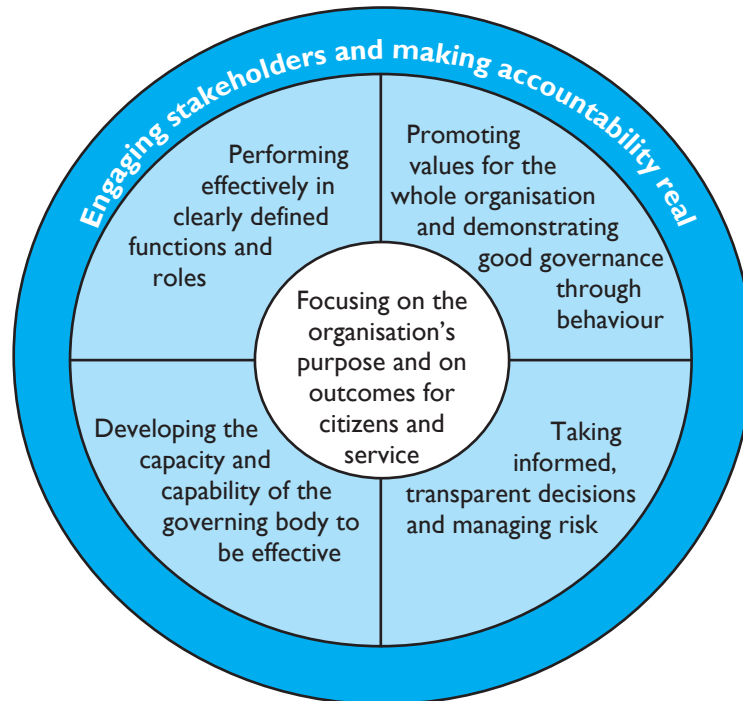 Engaging stakeholders and making accountability real
Performing
effectively in
clearly defined
functions and
roles
Promoting
values for the
whole organisation
and demonstrating
good governance
through
behaviour
Focusing on the
organisation’s
purpose and on
outcomes for
citizens and
service
Developing the
capacity and
capability of the
governing body to
be effective
Taking
informed,
transparent decisions
and managing risk